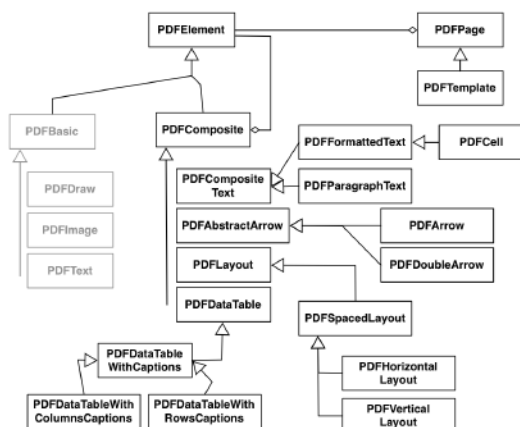 PDFElement
PDFPage
PDFTemplate
PDFBasic
PDFComposite
PDFFormattedText
PDFCell
PDFDraw
PDFComposite
Text
PDFParagraphText
PDFImage
PDFAbstractArrow
PDFArrow
PDFText
PDFLayout
PDFDoubleArrow
PDFDataTable
PDFSpacedLayout
PDFDataTable
WithCaptions
PDFHorizontal
Layout
PDFDataTableWith
ColumnsCaptions
PDFDataTableWith
RowsCaptions
PDFVertical
Layout